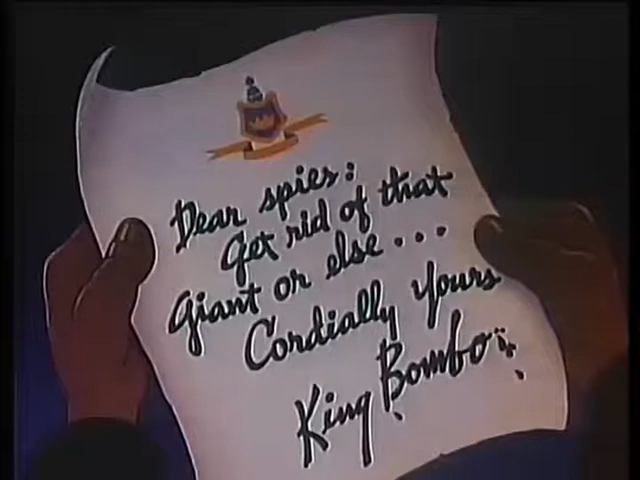 Dear spies:
Get rid of that
Giant or else...
Cordially Yours
King Bombo